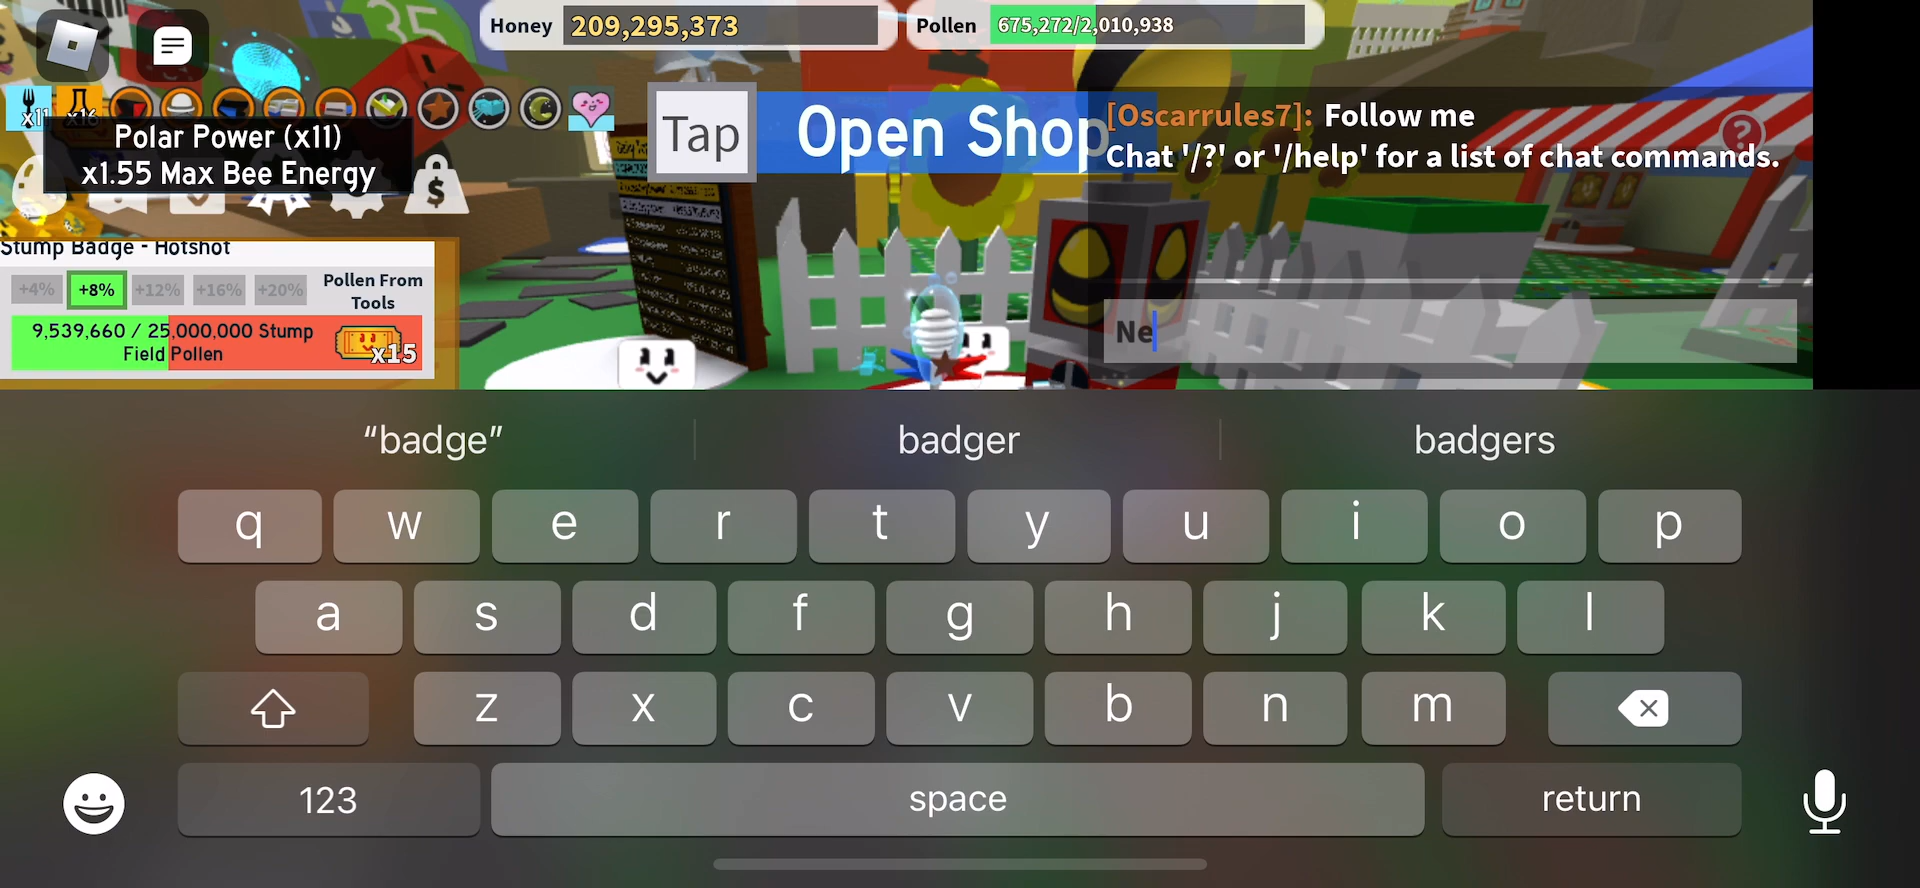 35
Honey 209,295,373
Pollen 675,272/2,010,938
x11
x16
Polar Power (x11)
x1.55 Max Bee Energy
Tap
Open Shop
[Oscarrules7]: Follow me
Chat '/?' or '/help' for a list of chat commands.
?
$
Stump Badge - Hotshot
+4% +8% +12% +16% +20%
Pollen From
Tools
9,539,660 / 25,000,000 Stump
Field Pollen
x15
Ne
“badge” badger badgers
q w e r t y u i o p
a s d f g h j k l
z x c v b n m
123 space return